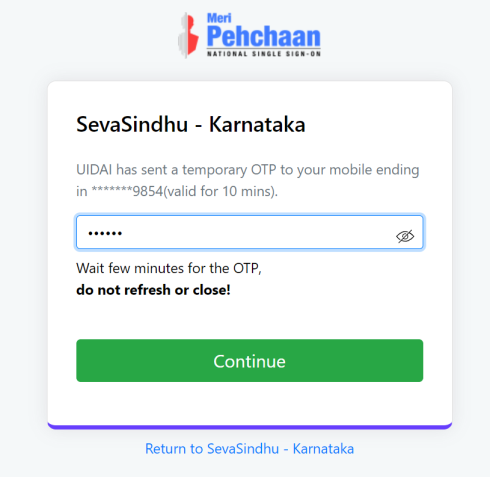 Meri
Pehchaan
NATIONAL SINGLE SIGN-ON
SevaSindhu - Karnataka
UIDAI has sent a temporary OTP to your mobile ending
in *******9854(valid for 10 mins).
••••••
Wait few minutes for the OTP,
do not refresh or close!
Continue
Return to SevaSindhu - Karnataka